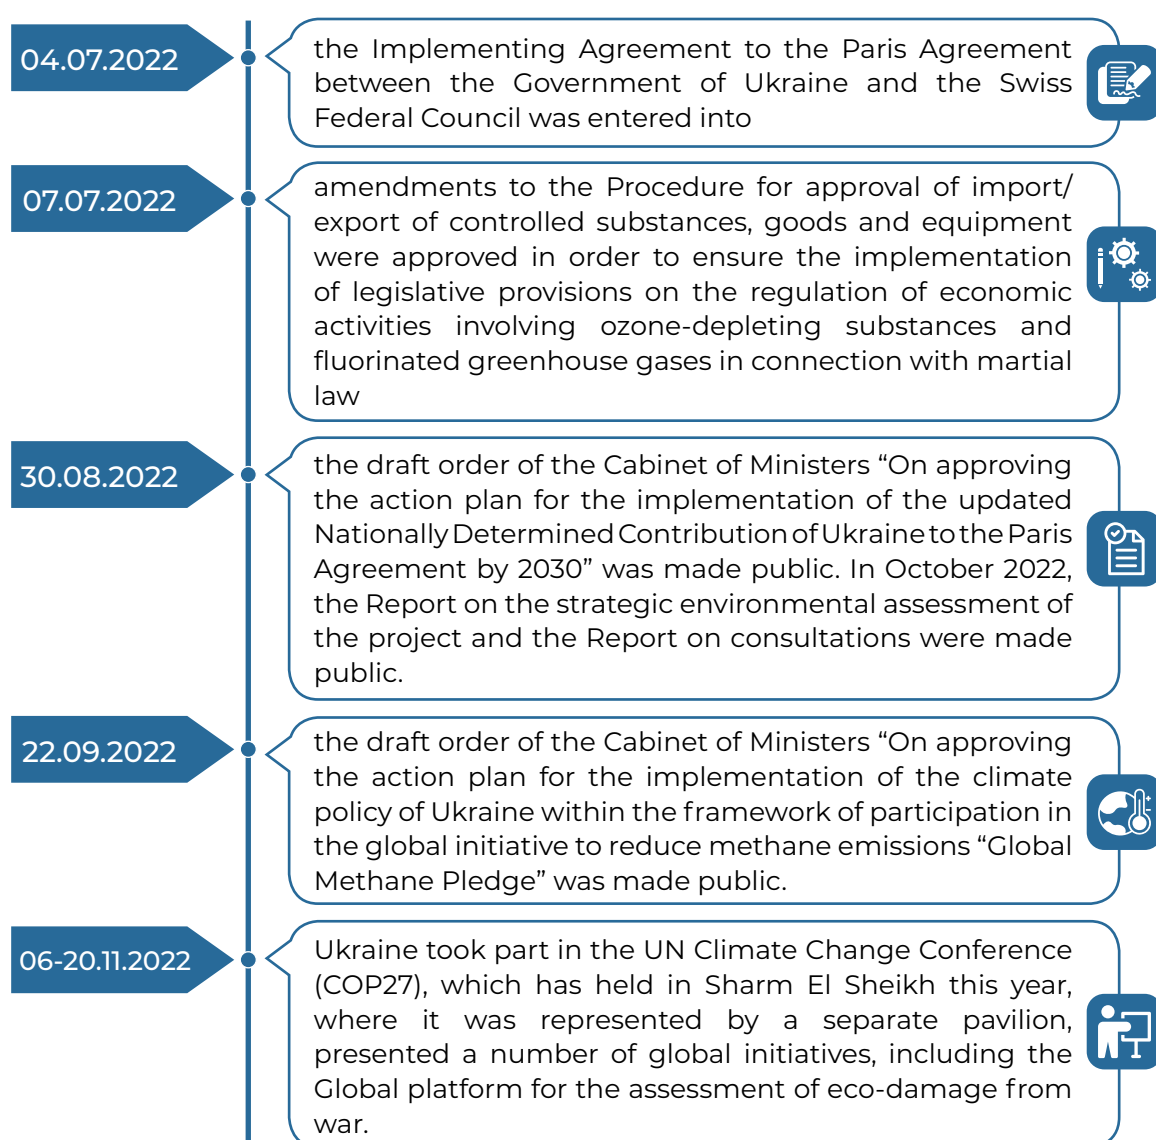 04.07.2022
the Implementing Agreement to the Paris Agreement
between the Government of Ukraine and the Swiss
Federal Council was entered into
07.07.2022
amendments to the Procedure for approval of import/
export of controlled substances, goods and equipment
were approved in order to ensure the implementation
of legislative provisions on the regulation of economic
activities involving ozone-depleting substances and
fluorinated greenhouse gases in connection with martial
law
30.08.2022
the draft order of the Cabinet of Ministers “On approving
the action plan for the implementation of the updated
Nationally Determined Contribution of Ukraine to the Paris
Agreement by 2030” was made public. In October 2022,
the Report on the strategic environmental assessment of
the project and the Report on consultations were made
public.
22.09.2022
the draft order of the Cabinet of Ministers “On approving
the action plan for the implementation of the climate
policy of Ukraine within the framework of participation in
the global initiative to reduce methane emissions “Global
Methane Pledge” was made public.
06-20.11.2022
Ukraine took part in the UN Climate Change Conference
(COP27), which has held in Sharm El Sheikh this year,
where it was represented by a separate pavilion,
presented a number of global initiatives, including the
Global platform for the assessment of eco-damage from
war.